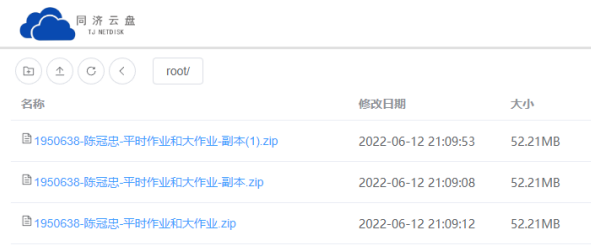 同济云盘
TJ NETDISK
root/
名称 修改日期 大小
1950638-陈冠忠-平时作业和大作业-副本(1).zip 2022-06-12 21:09:53 52.21MB
1950638-陈冠忠-平时作业和大作业-副本.zip 2022-06-12 21:09:08 52.21MB
1950638-陈冠忠-平时作业和大作业.zip 2022-06-12 21:09:12 52.21MB